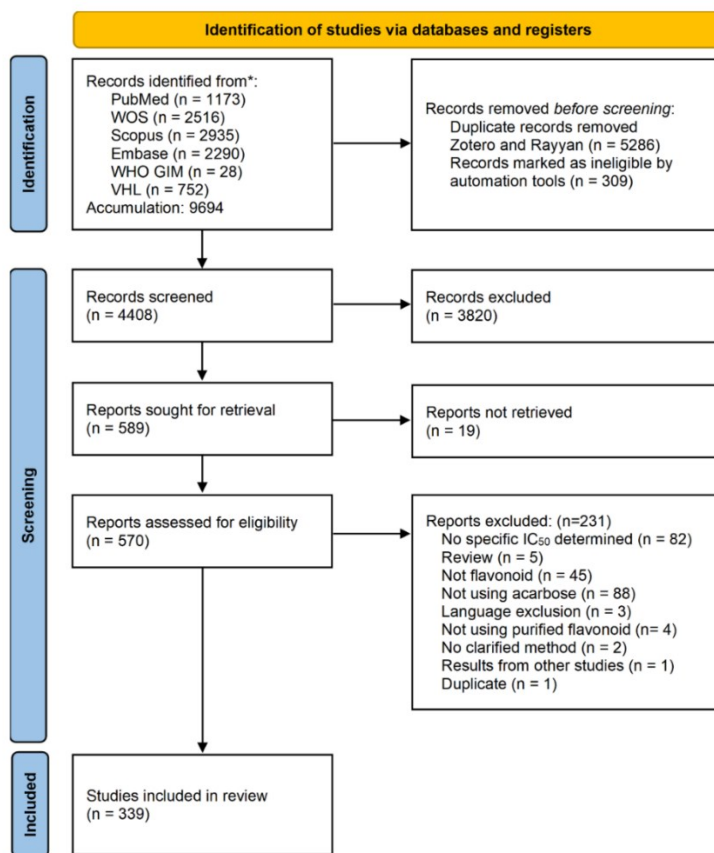 Identification of studies via databases and registers
Identification
Records identified from*:
PubMed (n = 1173)
WOS (n = 2516)
Scopus (n = 2935)
Embase (n = 2290)
WHO GIM (n = 28)
VHL (n = 752)
Accumulation: 9694
Records removed before screening:
Duplicate records removed
Zotero and Rayyan (n = 5286)
Records marked as ineligible by
automation tools (n = 309)
Screening
Records screened
(n = 4408)
Records excluded
(n = 3820)
Reports sought for retrieval
(n = 589)
Reports not retrieved
(n = 19)
Reports assessed for eligibility
(n = 570)
Reports excluded: (n=231)
No specific IC₅₀ determined (n = 82)
Review (n = 5)
Not flavonoid (n = 45)
Not using acarbose (n = 88)
Language exclusion (n = 3)
Not using purified flavonoid (n= 4)
No clarified method (n = 2)
Results from other studies (n = 1)
Duplicate (n = 1)
Included
Studies included in review
(n = 339)